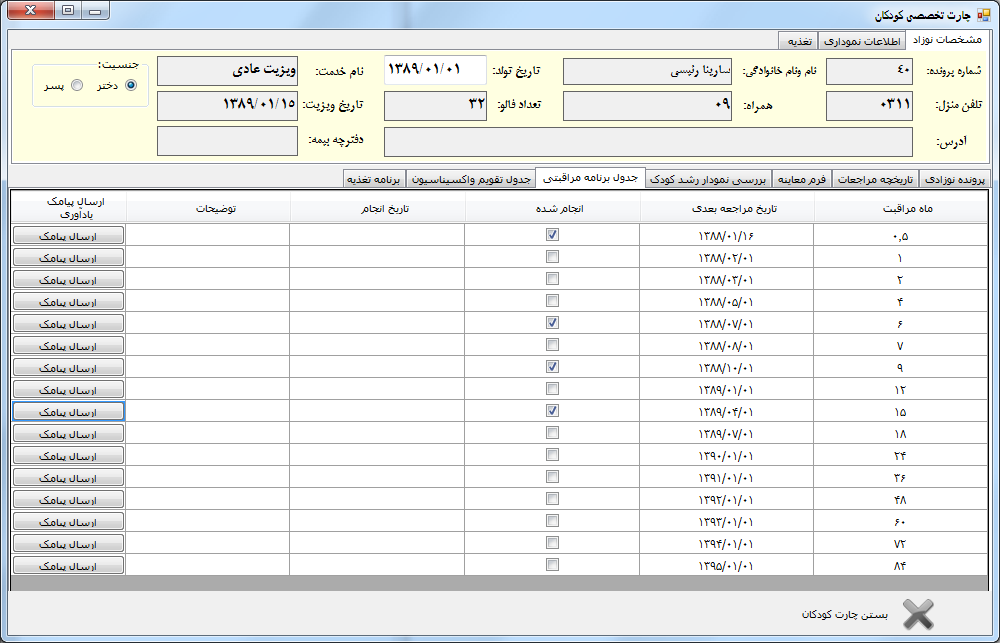 چارت تخصصی کودکان
مشخصات نوزاد اطلاعات نموداری تغذیه
شماره پرونده: ۴۰ نام ونام خانوادگی: سارینا رئیسی تاریخ تولد: ۱۳۸۹/۰۱/۰۱ نام خدمت: ویزیت عادی جنسیت: دختر پسر
تلفن منزل: ۰۳۱۱ همراه: ۰۹ تعداد فالو: ۳۲ تاریخ ویزیت: ۱۳۸۹/۰۱/۱۵
ادرس: دفترچه بیمه:
پرونده نوزادی تاریخچه مراجعات فرم معاینه بررسی نمودار رشد کودک جدول برنامه مراقبتی جدول تقویم واکسیناسیون برنامه تغذیه
ماه مراقبت تاریخ مراجعه بعدی انجام شده تاریخ انجام توضیحات ارسال پیامک یادآوری
۰,۵ ۱۳۸۸/۰۱/۱۶ ارسال پیامک
۱ ۱۳۸۸/۰۲/۰۱ ارسال پیامک
۲ ۱۳۸۸/۰۳/۰۱ ارسال پیامک
۴ ۱۳۸۸/۰۵/۰۱ ارسال پیامک
۶ ۱۳۸۸/۰۷/۰۱ ارسال پیامک
۷ ۱۳۸۸/۰۸/۰۱ ارسال پیامک
۹ ۱۳۸۸/۱۰/۰۱ ارسال پیامک
۱۲ ۱۳۸۹/۰۱/۰۱ ارسال پیامک
۱۵ ۱۳۸۹/۰۴/۰۱ ارسال پیامک
۱۸ ۱۳۸۹/۰۷/۰۱ ارسال پیامک
۲۴ ۱۳۹۰/۰۱/۰۱ ارسال پیامک
۳۶ ۱۳۹۱/۰۱/۰۱ ارسال پیامک
۴۸ ۱۳۹۲/۰۱/۰۱ ارسال پیامک
۶۰ ۱۳۹۳/۰۱/۰۱ ارسال پیامک
۷۲ ۱۳۹۴/۰۱/۰۱ ارسال پیامک
۸۴ ۱۳۹۵/۰۱/۰۱ ارسال پیامک
بستن چارت کودکان